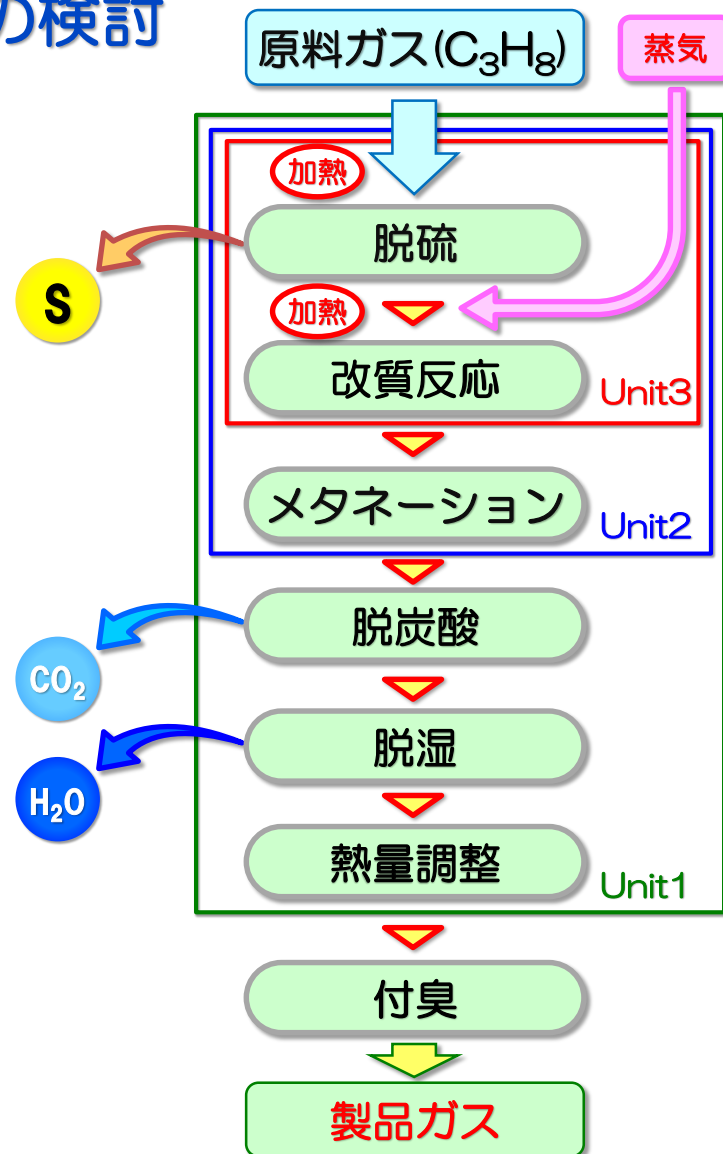 の検討
原料ガス(C₃H₈)
蒸気
加熱
脱硫
S
加熱
改質反応
Unit3
メタネーション
Unit2
脱炭酸
CO₂
脱湿
H₂O
熱量調整
Unit1
付臭
製品ガス